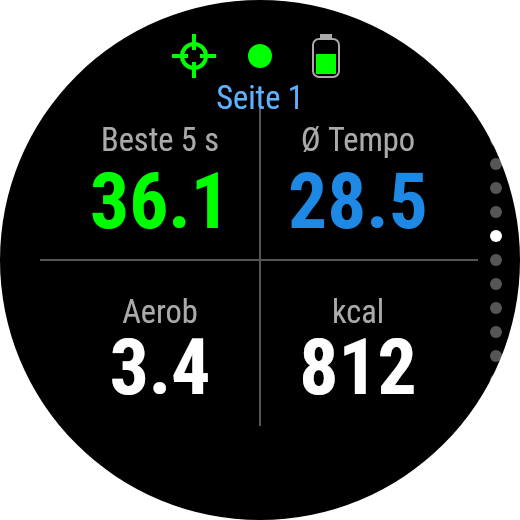 Seite 1
Beste 5 s
Ø Tempo
36.1
28.5
Aerob
kcal
3.4
812